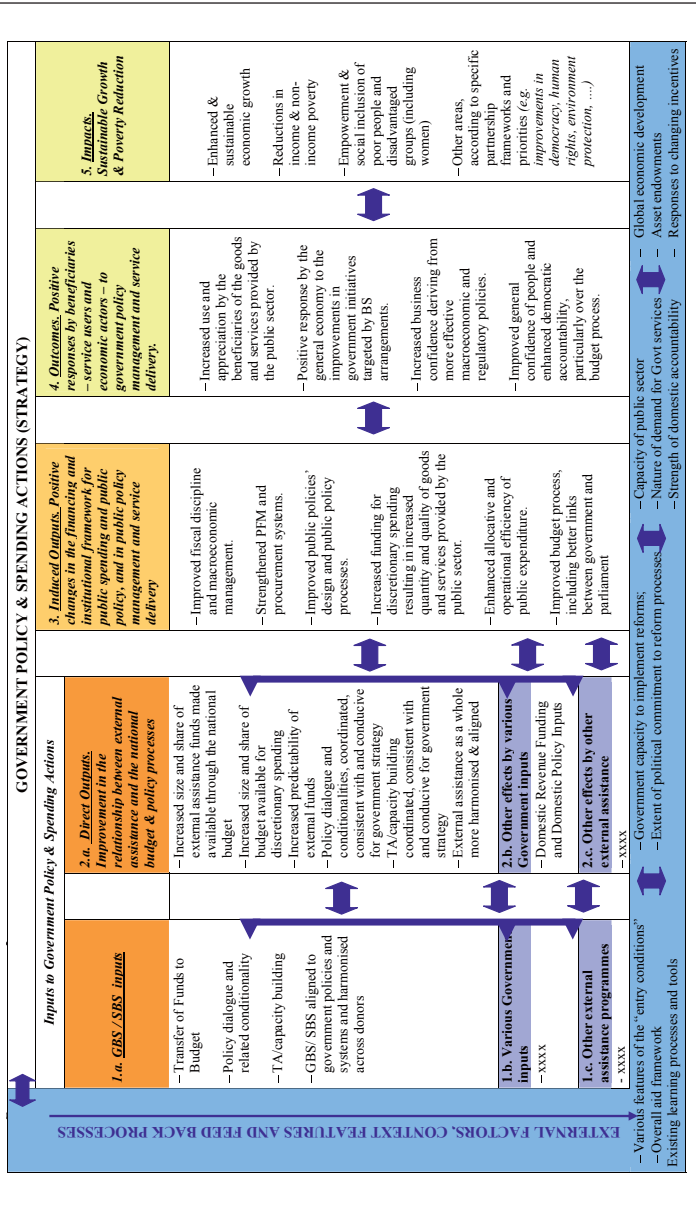 GOVERNMENT POLICY & SPENDING ACTIONS (STRATEGY)
Inputs to Government Policy & Spending Actions
1.a. GBS / SBS inputs
– Transfer of Funds to
Budget
– Policy dialogue and
related conditionality
– TA/capacity building
– GBS/ SBS aligned to
government policies and
systems and harmonised
across donors
1.b. Various Government
inputs
– xxxx
1.c. Other external
assistance programmes
- xxxx
2.a. Direct Outputs.
Improvement in the
relationship between external
assistance and the national
budget & policy processes
– Increased size and share of
external assistance funds made
available through the national
budget
– Increased size and share of
budget available for
discretionary spending
– Increased predictability of
external funds
– Policy dialogue and
conditionalities, coordinated,
consistent with and conducive
for government strategy
– TA/capacity building
coordinated, consistent with
and conducive for government
strategy
– External assistance as a whole
more harmonised & aligned
2.b. Other effects by various
Government inputs
– Domestic Revenue Funding
and Domestic Policy Inputs
2.c. Other effects by other
external assistance
– xxxx
3. Induced Outputs. Positive
changes in the financing and
institutional framework for
public spending and public
policy, and in public policy
management and service
delivery
– Improved fiscal discipline
and macroeconomic
management.
– Strengthened PFM and
procurement systems.
– Improved public policies’
design and public policy
processes.
– Increased funding for
discretionary spending
resulting in increased
quantity and quality of goods
and services provided by the
public sector.
– Enhanced allocative and
operational efficiency of
public expenditure.
– Improved budget process,
including better links
between government and
parliament
4. Outcomes. Positive
responses by beneficiaries
– service users and
economic actors – to
government policy
management and service
delivery.
– Increased use and
appreciation by the
beneficiaries of the goods
and services provided by
the public sector.
– Positive response by the
general economy to the
improvements in
government initiatives
targeted by BS
arrangements.
– Increased business
confidence deriving from
more effective
macroeconomic and
regulatory policies.
– Improved general
confidence of people and
enhanced democratic
accountability,
particularly over the
budget process.
5. Impacts.
Sustainable Growth
& Poverty Reduction
– Enhanced &
sustainable
economic growth
– Reductions in
income & non-
income poverty
– Empowerment &
social inclusion of
poor people and
disadvantaged
groups (including
women)
– Other areas,
according to specific
partnership
frameworks and
priorities (e.g.
improvements in
democracy, human
rights, environment
protection, ....)
EXTERNAL FACTORS, CONTEXT FEATURES AND FEED BACK PROCESSES
– Various features of the “entry conditions”
– Overall aid framework
Existing learning processes and tools
– Government capacity to implement reforms;
– Extent of political commitment to reform processes
– Capacity of public sector
– Nature of demand for Govt services
– Strength of domestic accountability
– Global economic development
– Asset endowments
– Responses to changing incentives